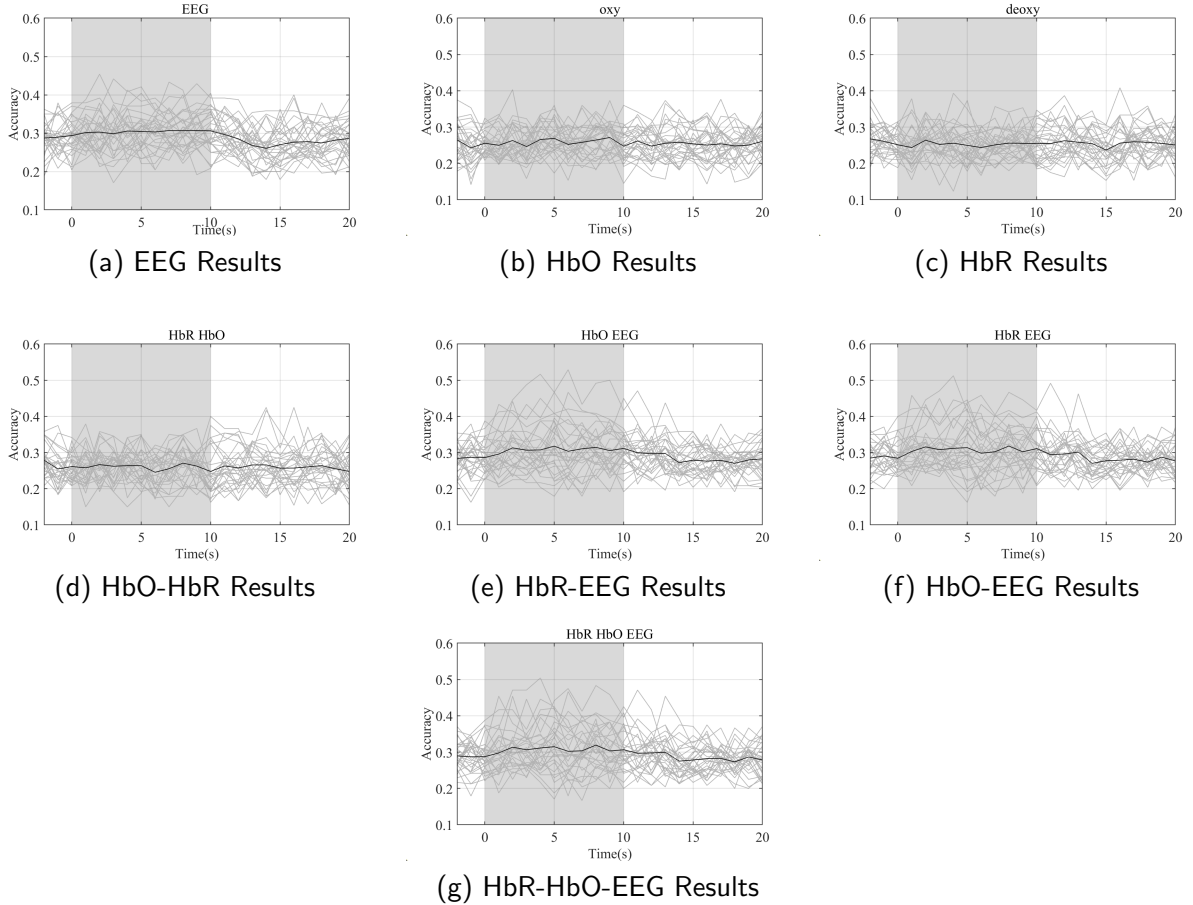 EEG
0.6
0.5
0.4
0.3
0.2
0.1
Accuracy
0 5 10 15 20
Time(s)
(a) EEG Results
oxy
0.6
0.5
0.4
0.3
0.2
0.1
Accuracy
0 5 10 15 20
Time(s)
(b) HbO Results
deoxy
0.6
0.5
0.4
0.3
0.2
0.1
Accuracy
0 5 10 15 20
Time(s)
(c) HbR Results
HbR HbO
0.6
0.5
0.4
0.3
0.2
0.1
Accuracy
0 5 10 15 20
Time(s)
(d) HbO-HbR Results
HbO EEG
0.6
0.5
0.4
0.3
0.2
0.1
Accuracy
0 5 10 15 20
Time(s)
(e) HbR-EEG Results
HbR EEG
0.6
0.5
0.4
0.3
0.2
0.1
Accuracy
0 5 10 15 20
Time(s)
(f) HbO-EEG Results
HbR HbO EEG
0.6
0.5
0.4
0.3
0.2
0.1
Accuracy
0 5 10 15 20
Time(s)
(g) HbR-HbO-EEG Results